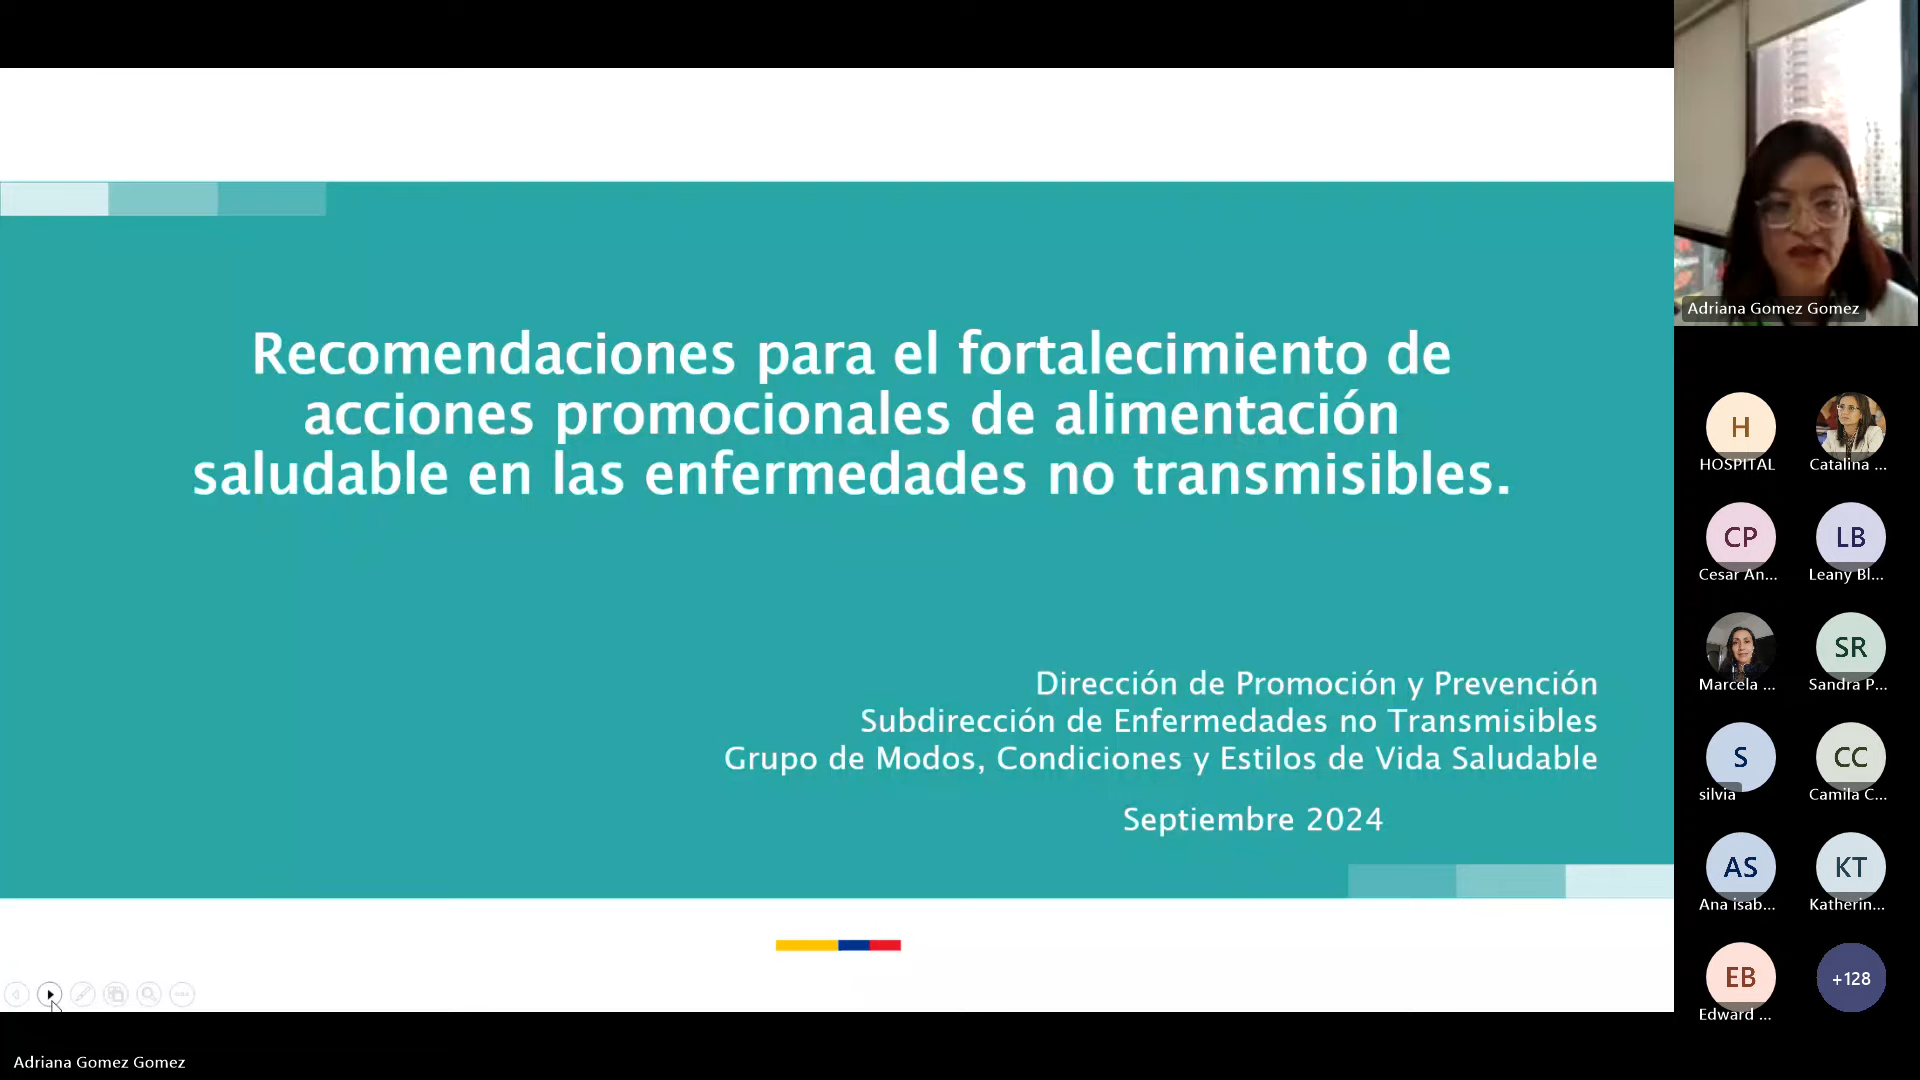 Recomendaciones para el fortalecimiento de
acciones promocionales de alimentación
saludable en las enfermedades no transmisibles.
Dirección de Promoción y Prevención
Subdirección de Enfermedades no Transmisibles
Grupo de Modos, Condiciones y Estilos de Vida Saludable
Septiembre 2024
Adriana Gomez Gomez
Adriana Gomez Gomez
H
HOSPITAL
Catalina ...
CP
Cesar An...
LB
Leany Bl...
Marcela ...
SR
Sandra P...
S
silvia
CC
Camila C...
AS
Ana isab...
KT
Katherin...
EB
Edward ...
+128